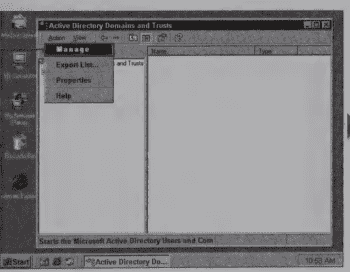 Active Directory Domains and Trusts
Action View
Manage
Export List...
Properties
Help
s and Trusts
Name
Type
Starts the Microsoft Active Directory Users and Com
Start
Active Directory Do...
10:55 AM